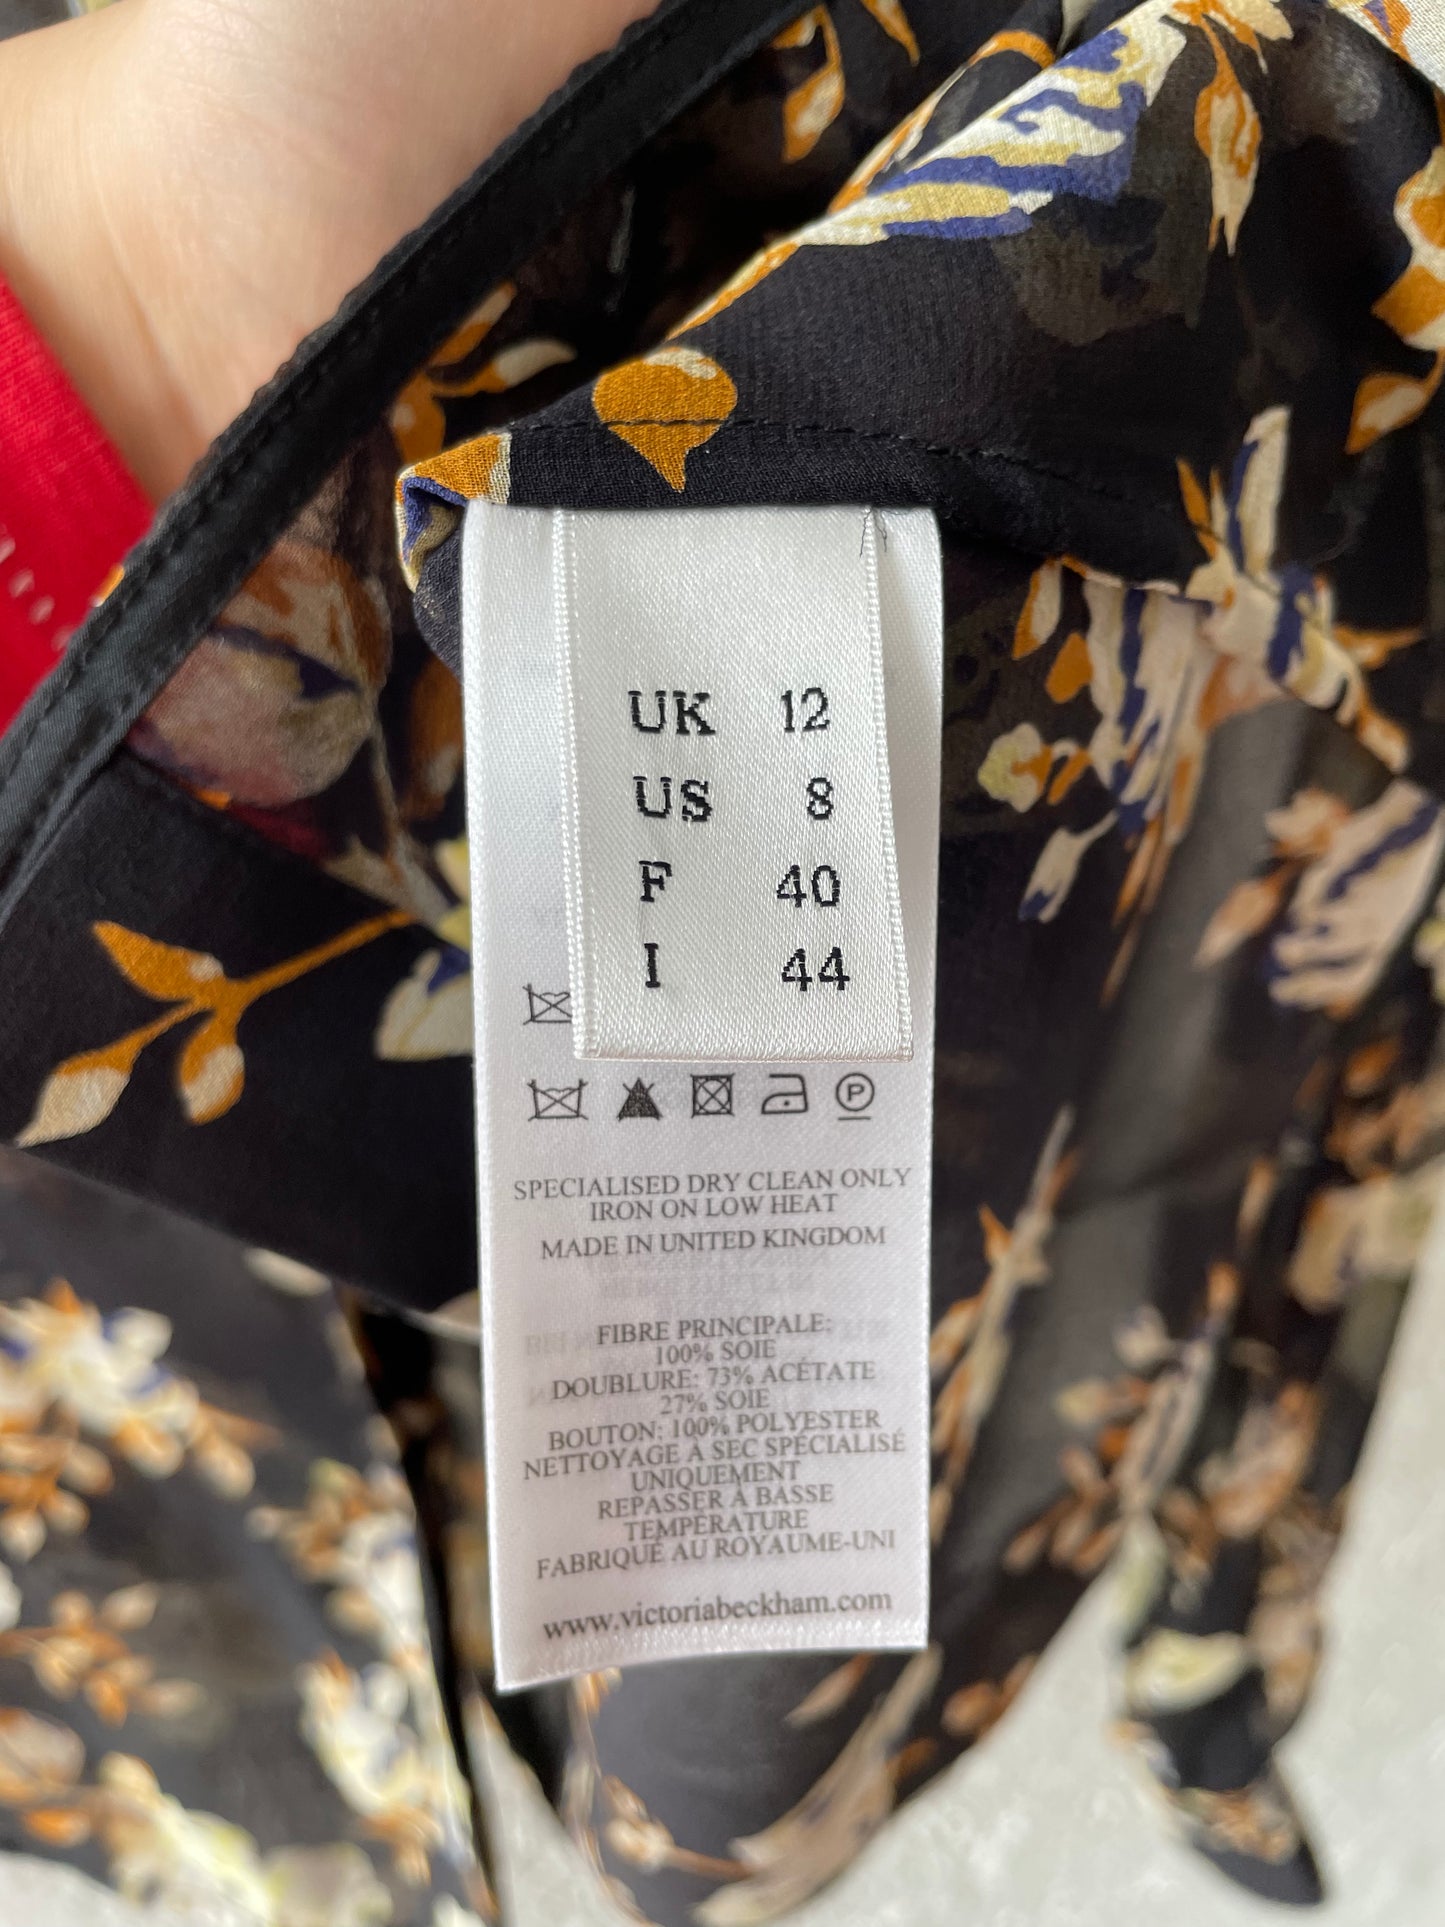 UK 12
US 8
F 40
I 44
P
SPECIALISED DRY CLEAN ONLY
IRON ON LOW HEAT
MADE IN UNITED KINGDOM
FIBRE PRINCIPALE:
100% SOIE
DOUBLURE: 73% ACÉTATE
27% SOIE
BOUTON: 100% POLYESTER
NETTOYAGE À SEC SPÉCIALISÉ
UNIQUEMENT
REPASSER À BASSE
TEMPÉRATURE
FABRIQUÉ AU ROYAUME-UNI
www.victoriabeckham.com